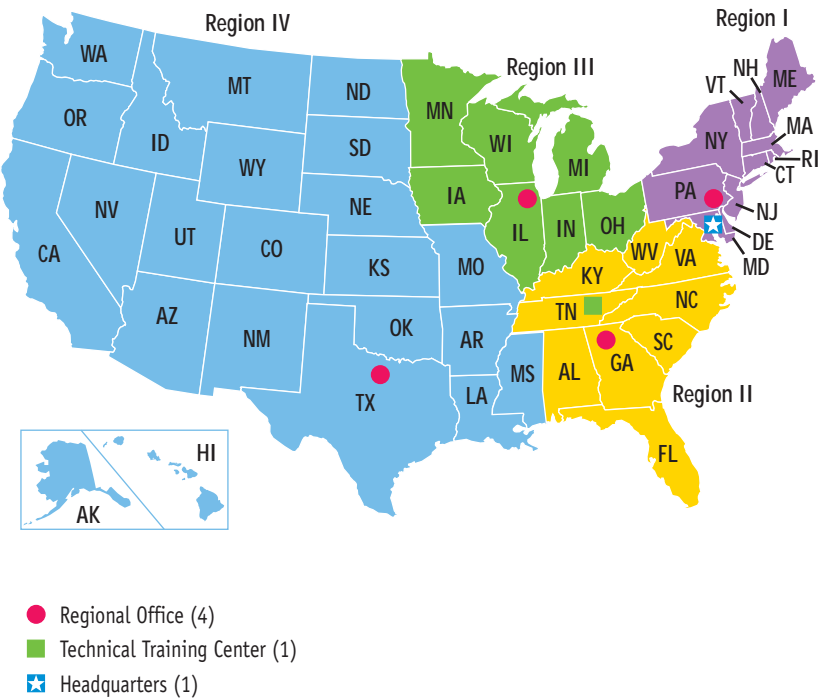 Region I
Region IV
Region III
WA
MT
ND
MN
NH
VT
ME
OR
ID
SD
WI
MI
NY
MA
RI
CT
WY
IA
PA
NJ
NV
NE
IL
IN
OH
DE
MD
CA
UT
CO
KS
MO
WV
VA
KY
NC
AZ
NM
OK
AR
TN
SC
TX
MS
AL
GA
LA
Region II
FL
HI
AK
Regional Office (4)
Technical Training Center (1)
Headquarters (1)